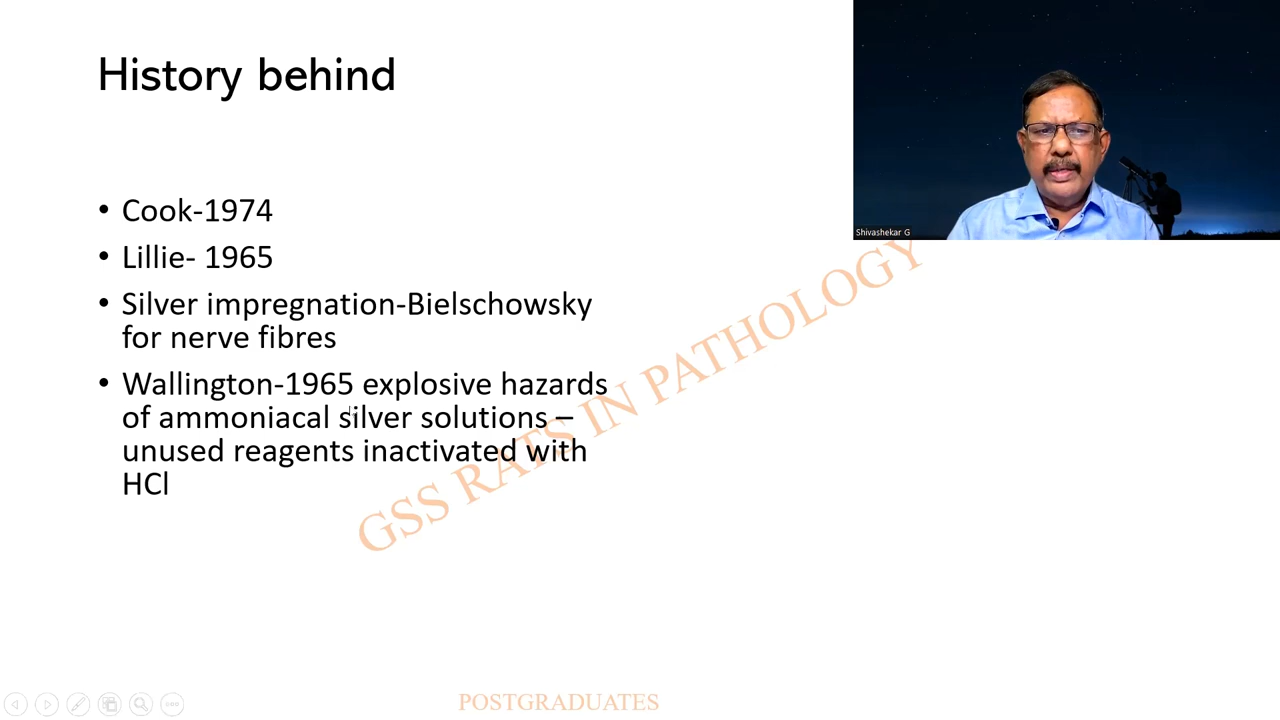 History behind
Shivashekar G
• Cook-1974
• Lillie- 1965
• Silver impregnation-Bielschowsky
for nerve fibres
• Wallington-1965 explosive hazards
of ammoniacal silver solutions –
unused reagents inactivated with
HCl
GSS RATS IN PATHOLOGY
POSTGRADUATES